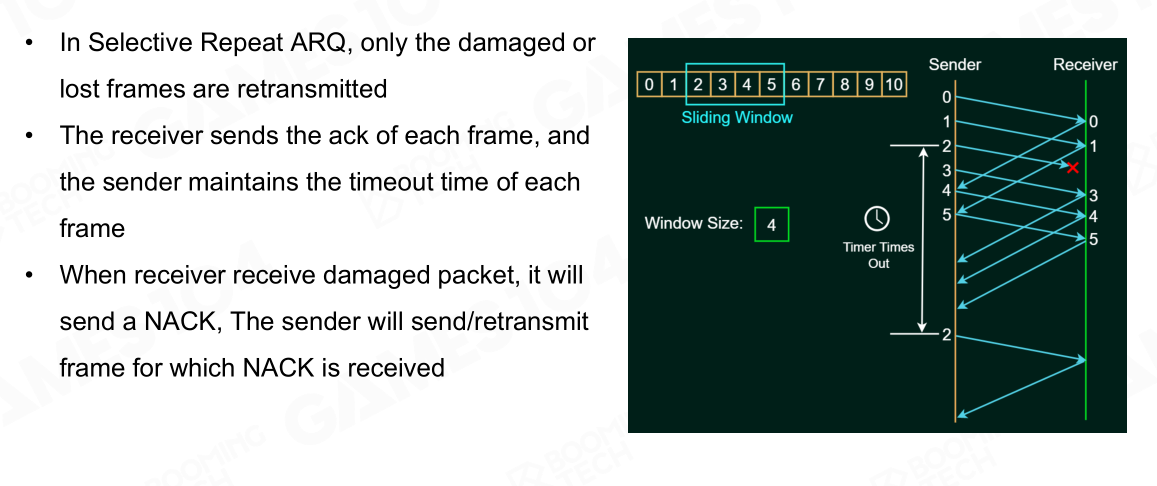 • In Selective Repeat ARQ, only the damaged or
lost frames are retransmitted
• The receiver sends the ack of each frame, and
the sender maintains the timeout time of each
frame
• When receiver receive damaged packet, it will
send a NACK, The sender will send/retransmit
frame for which NACK is received
0 1 2 3 4 5 6 7 8 9 10
Sliding Window
Window Size: 4
Timer Times
Out
Sender
0
1
2
3
4
5
2
Receiver
0
1
3
4
5
GAMES104
BOOMING
TECH